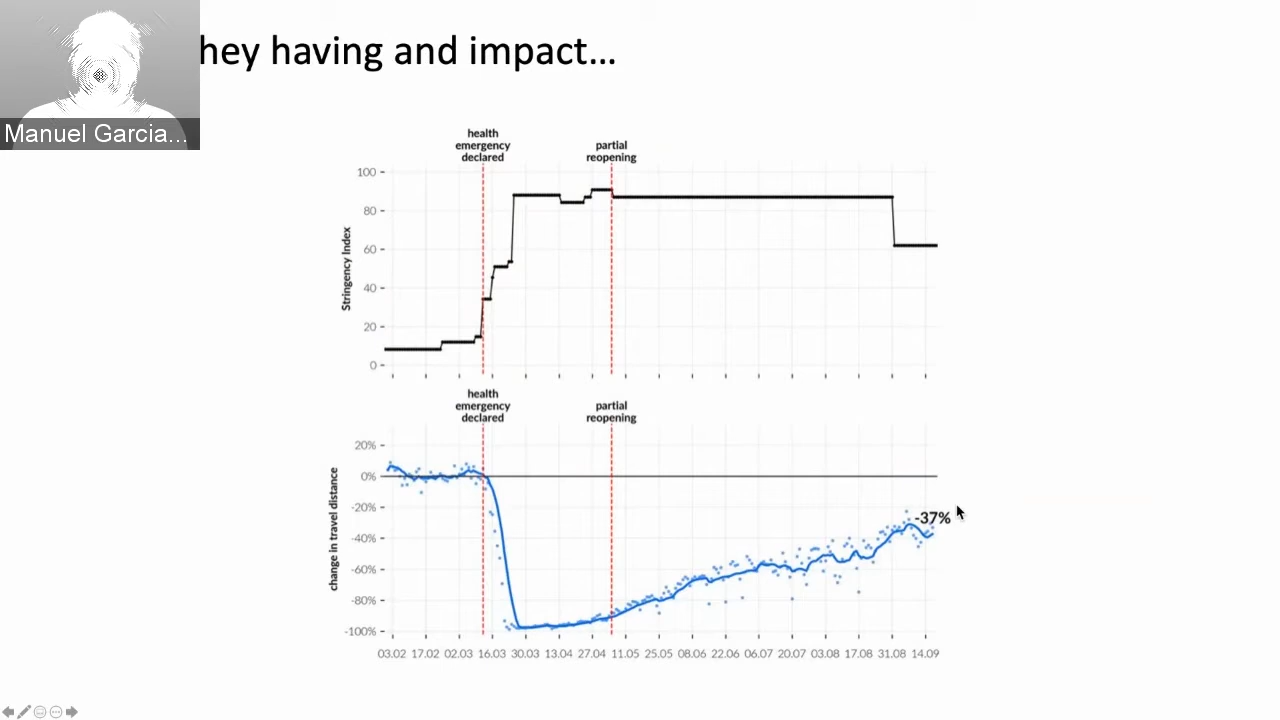 hey having and impact…
Manuel Garcia...
health
emergency
declared
partial
reopening
100
80
60
40
20
0
Stringency Index
health
emergency
declared
partial
reopening
20%
0%
-20%
-40%
-60%
-80%
-100%
change in travel distance
-37%
03.02 17.02 02.03 16.03 30.03 13.04 27.04 11.05 25.05 08.06 22.06 06.07 20.07 03.08 17.08 31.08 14.09